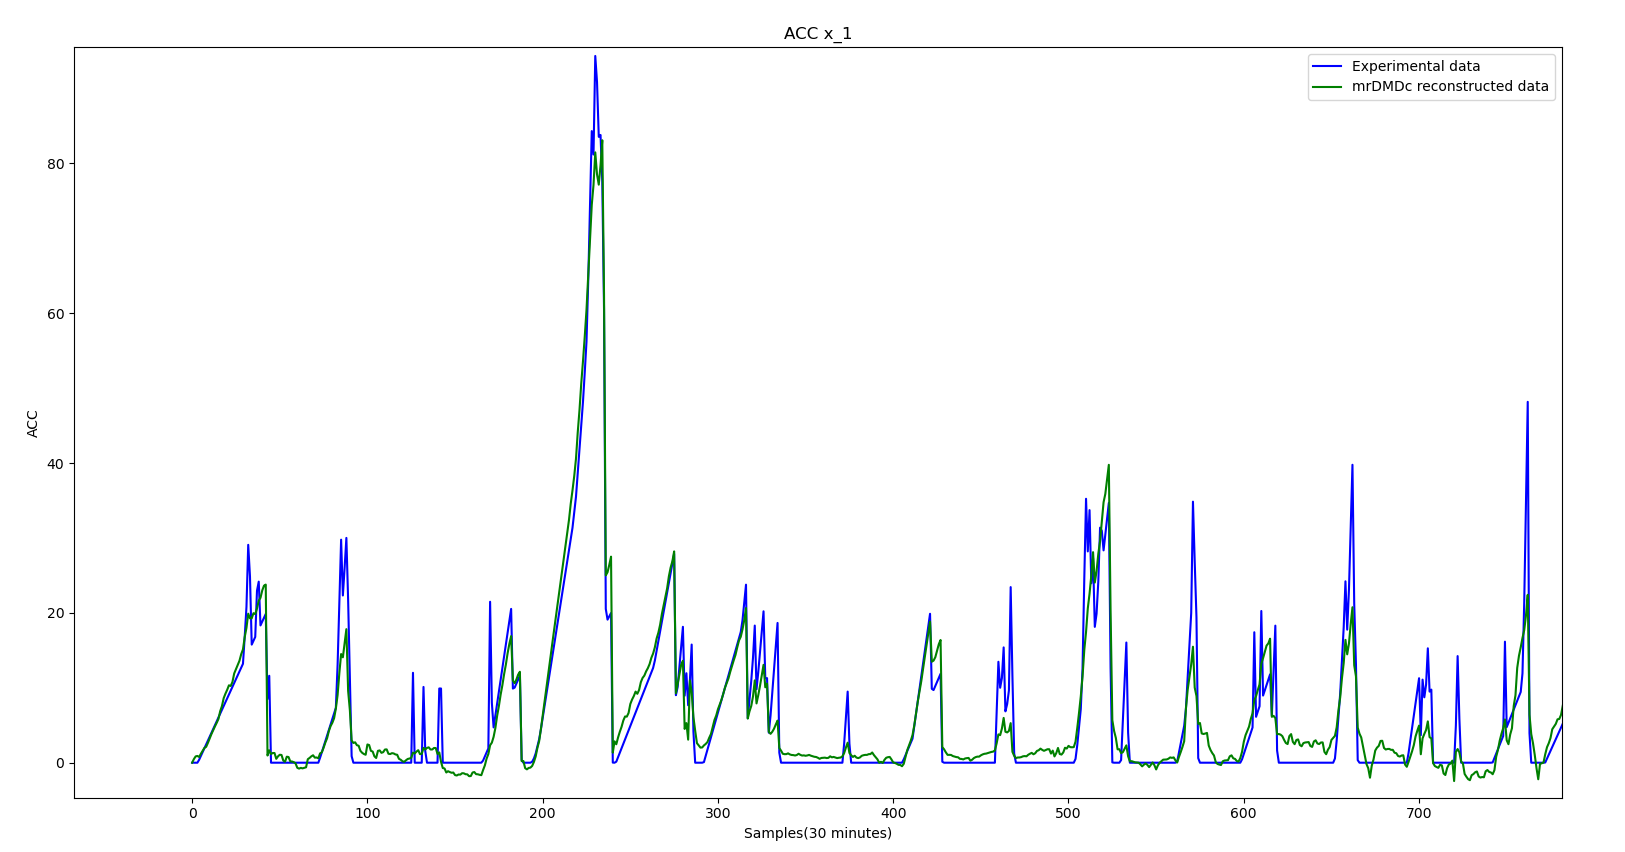 ACC x_1
Experimental data
mrDMDc reconstructed data
ACC
80
60
40
20
0
0 100 200 300 400 500 600 700
Samples(30 minutes)